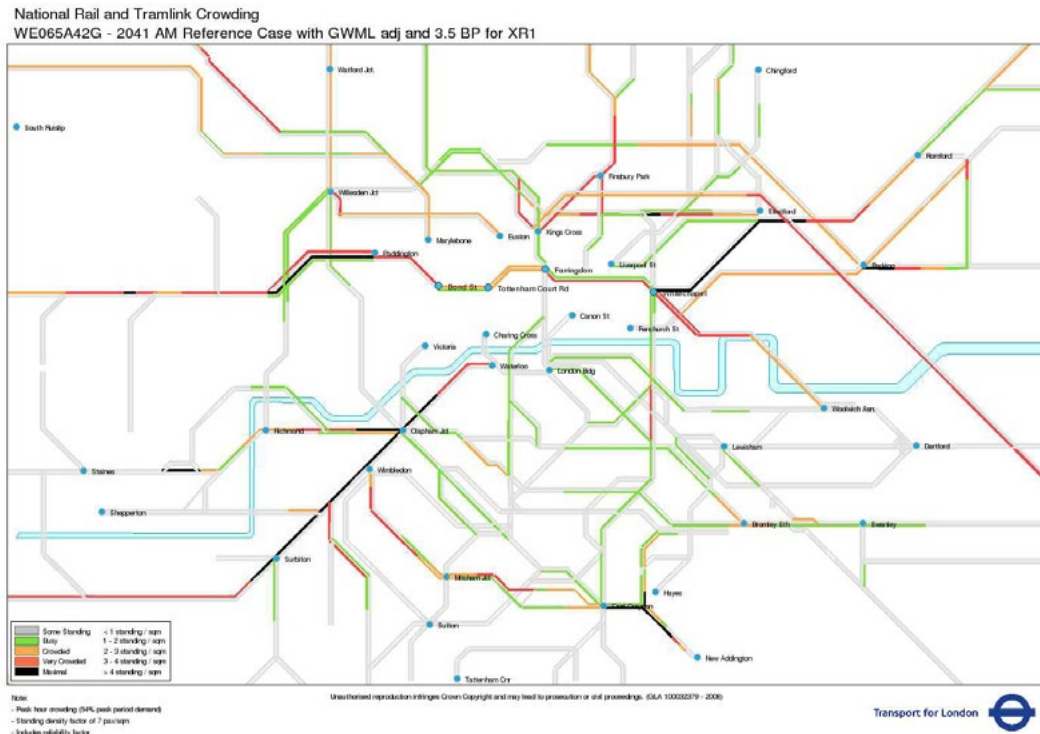 National Rail and Tramlink Crowding
WE065A42G - 2041 AM Reference Case with GWML adj and 3.5 BP for XR1
Watford Jct.
Chingford
South Ruislip
Romford
Finsbury Park
Willesden Jct
Stratford
Marylebone
Euston
Kings Cross
Paddington
Liverpool St
Barking
Farringdon
Bond St
Tottenham Court Rd
Whitechapel
Canon St
Fenchurch St
Charing Cross
Victoria
Waterloo
London Bdg
Woolwich Asn.
Richmond
Clapham Jct.
Lewisham
Dartford
Staines
Wimbledon
Shepperton
Bromley Sth
Swanley
Surbiton
Mitcham Jct
Hayes
East Croydon
Sutton
New Addington
Tattenham Cnr
Some Standing < 1 standing / sqm
Busy 1 - 2 standing / sqm
Crowded 2 - 3 standing / sqm
Very Crowded 3 - 4 standing / sqm
Maximal > 4 standing / sqm
Note:
- Peak hour crowding (54% peak period demand)
- Standing density factor of 7 pax/sqm
- Includes reliability factor
Unauthorised reproduction infringes Crown Copyright and may lead to prosecution or civil proceedings. (GLA 100032379 - 2008)
Transport for London